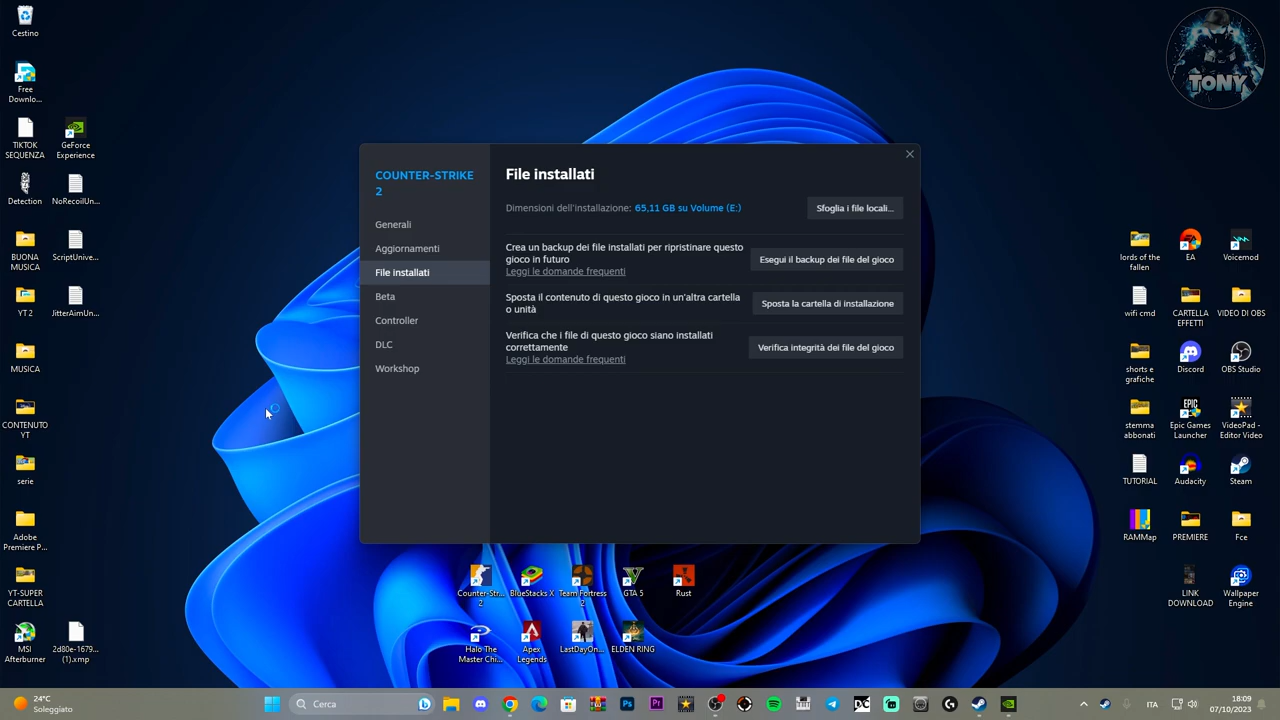 Cestino
Free
Downlo...
TIKTOK
SEQUENZA
GeForce
Experience
Detection
NoRecoilUn...
BUONA
MUSICA
ScriptUnive...
YT 2
JitterAimUn...
MUSICA
CONTENUTO
YT
serie
Adobe
Premiere P...
YT-SUPER
CARTELLA
MSI
Afterburner
2d80e-1679...
(1).xmp
TONY
COUNTER-STRIKE
2
Generali
Aggiornamenti
File installati
Beta
Controller
DLC
Workshop
File installati
Dimensioni dell'installazione: 65,11 GB su Volume (E:)
Sfoglia i file locali...
Crea un backup dei file installati per ripristinare questo
gioco in futuro
Leggi le domande frequenti
Esegui il backup dei file del gioco
Sposta il contenuto di questo gioco in un'altra cartella
o unità
Sposta la cartella di installazione
Verifica che i file di questo gioco siano installati
correttamente
Leggi le domande frequenti
Verifica integrità dei file del gioco
lords of the
fallen
EA
Voicemod
wifi cmd
CARTELLA
EFFETTI
VIDEO DI OBS
shorts e
grafiche
Discord
OBS Studio
stemma
abbonati
Epic Games
Launcher
VideoPad -
Editor Video
TUTORIAL
Audacity
Steam
RAMMap
PREMIERE
Fce
LINK
DOWNLOAD
Wallpaper
Engine
Counter-Str...
2
BlueStacks X
Team Fortress
2
GTA 5
Rust
Halo The
Master Chi...
Apex
Legends
LastDayOn...
ELDEN RING
24°C
Soleggiato
Cerca
ITA
18:09
07/10/2023